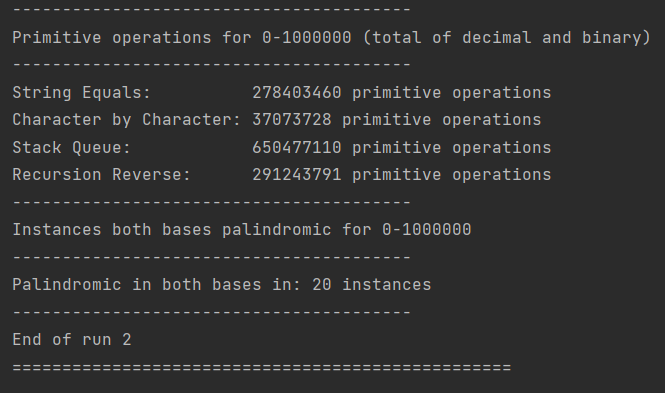 ----------------------------------------
Primitive operations for 0-1000000 (total of decimal and binary)
----------------------------------------
String Equals:          278403460 primitive operations
Character by Character: 37073728 primitive operations
Stack Queue:            650477110 primitive operations
Recursion Reverse:      291243791 primitive operations
----------------------------------------
Instances both bases palindromic for 0-1000000
----------------------------------------
Palindromic in both bases in: 20 instances
----------------------------------------
End of run 2
==================================================